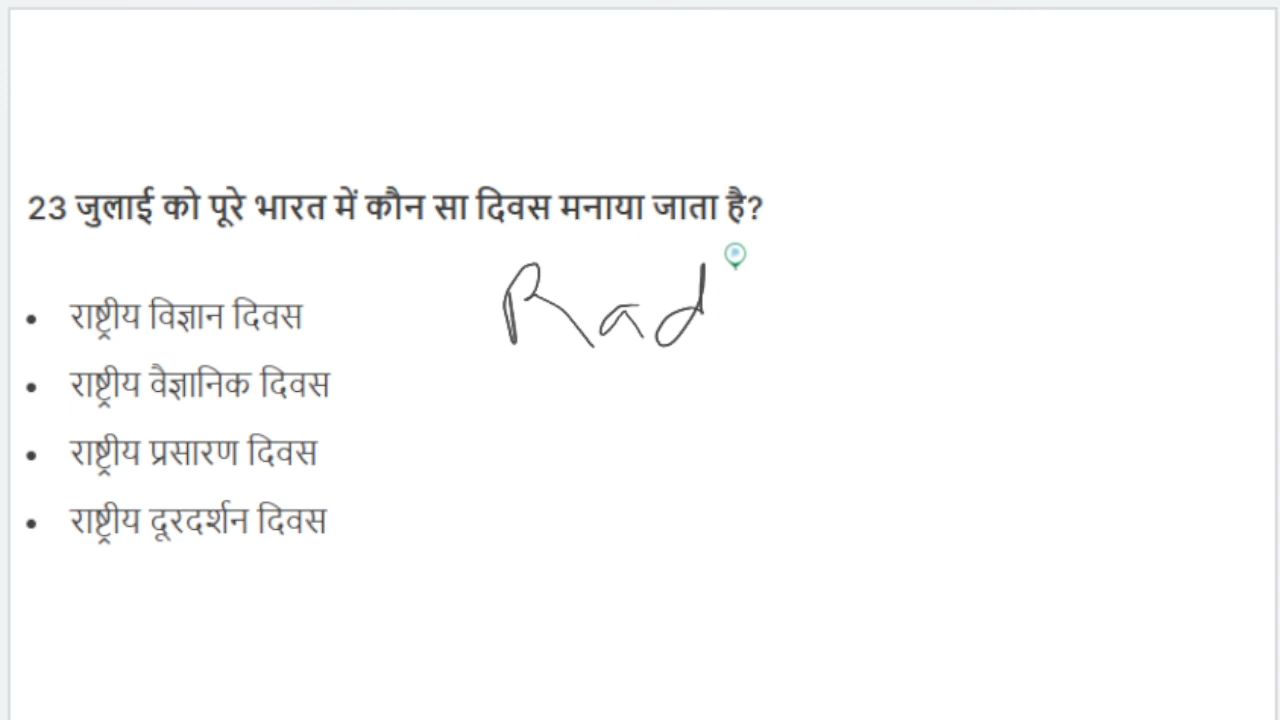 23 जुलाई को पूरे भारत में कौन सा दिवस मनाया जाता है?
Rad
• राष्ट्रीय विज्ञान दिवस
• राष्ट्रीय वैज्ञानिक दिवस
• राष्ट्रीय प्रसारण दिवस
• राष्ट्रीय दूरदर्शन दिवस